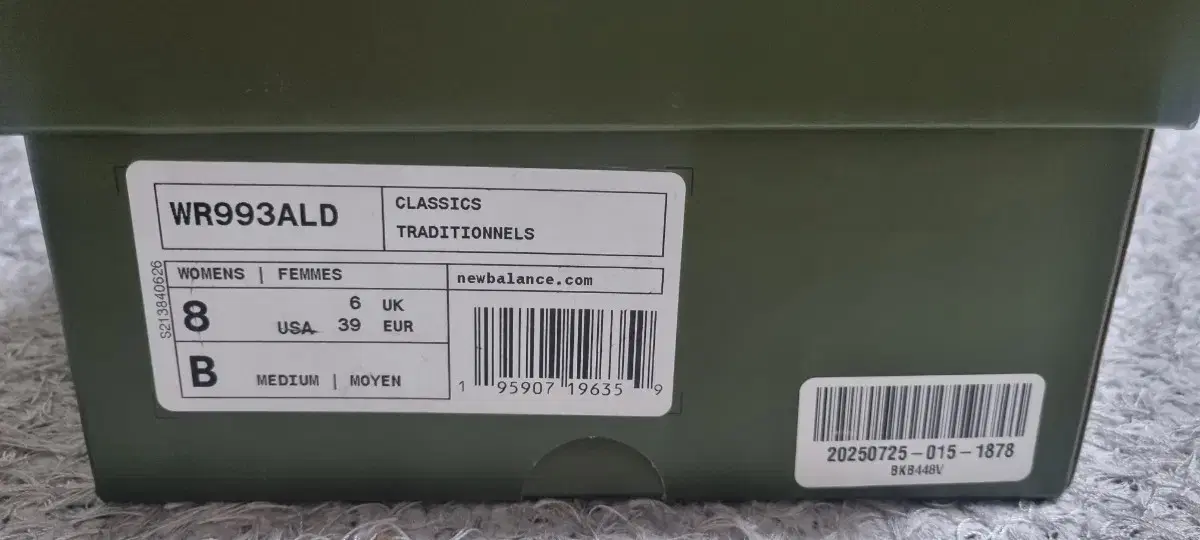 WR993ALD
CLASSICS
TRADITIONNELS
S213840626
WOMENS | FEMMES
8
USA
6 UK
39 EUR
B
MEDIUM | MOYEN
newbalance.com
1 95907 19635 9
20250725-015-1878
BKB448V